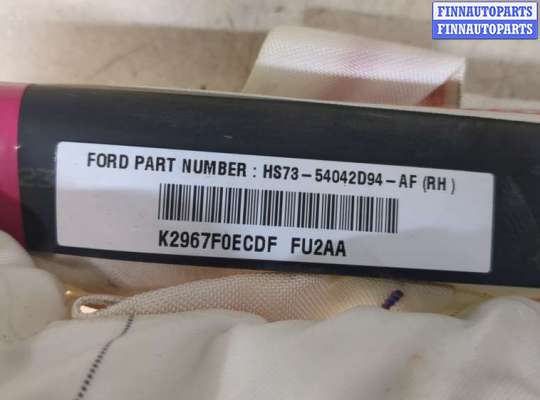 FINNAUTOPARTS
FINNAUTOPARTS
FORD PART NUMBER : HS73-54042D94-AF (RH)
K2967F0ECDF FU2AA